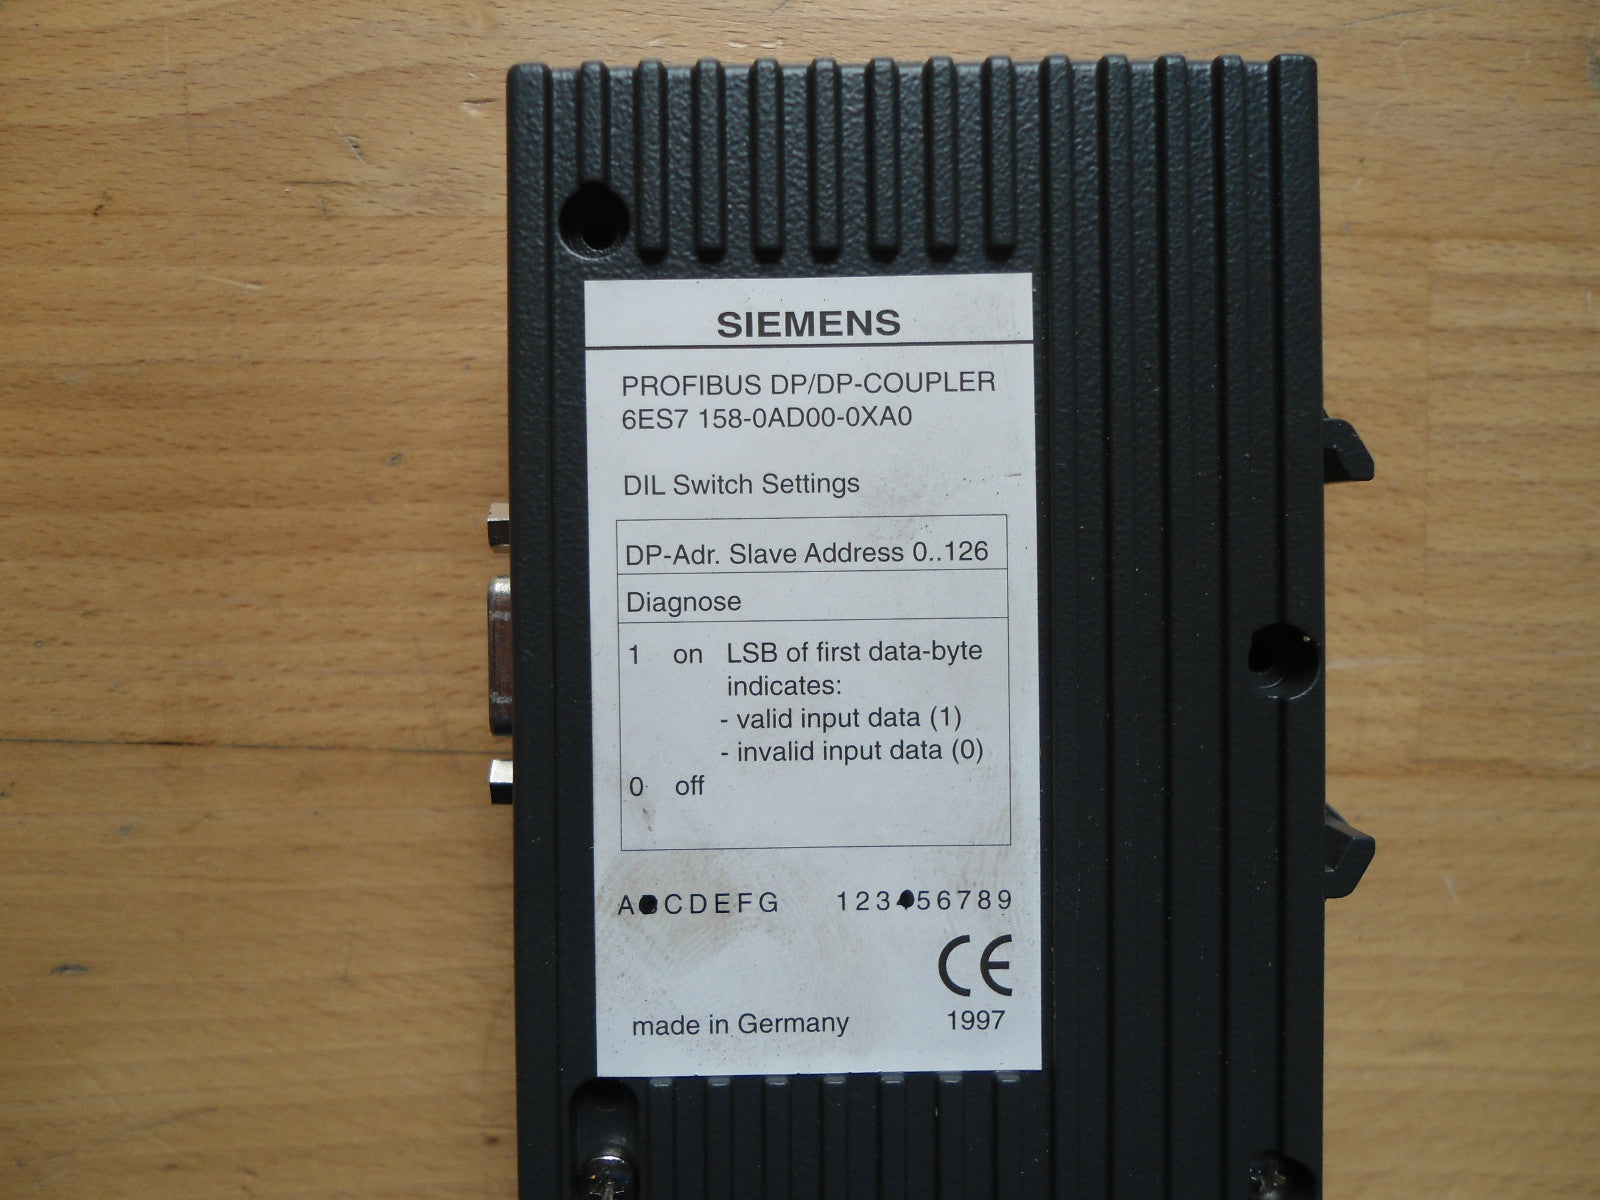 SIEMENS
PROFIBUS DP/DP-COUPLER
6ES7 158-0AD00-0XA0
DIL Switch Settings
DP-Adr. Slave Address 0..126
Diagnose
1 on LSB of first data-byte
indicates:
- valid input data (1)
- invalid input data (0)
0 off
A CDEFG 123 56789
CE
made in Germany 1997